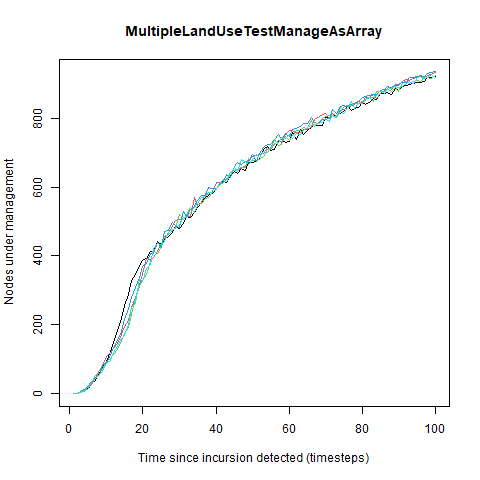 MultipleLandUseTestManageAsArray
Nodes under management
800
600
400
200
0
0 20 40 60 80 100
Time since incursion detected (timesteps)